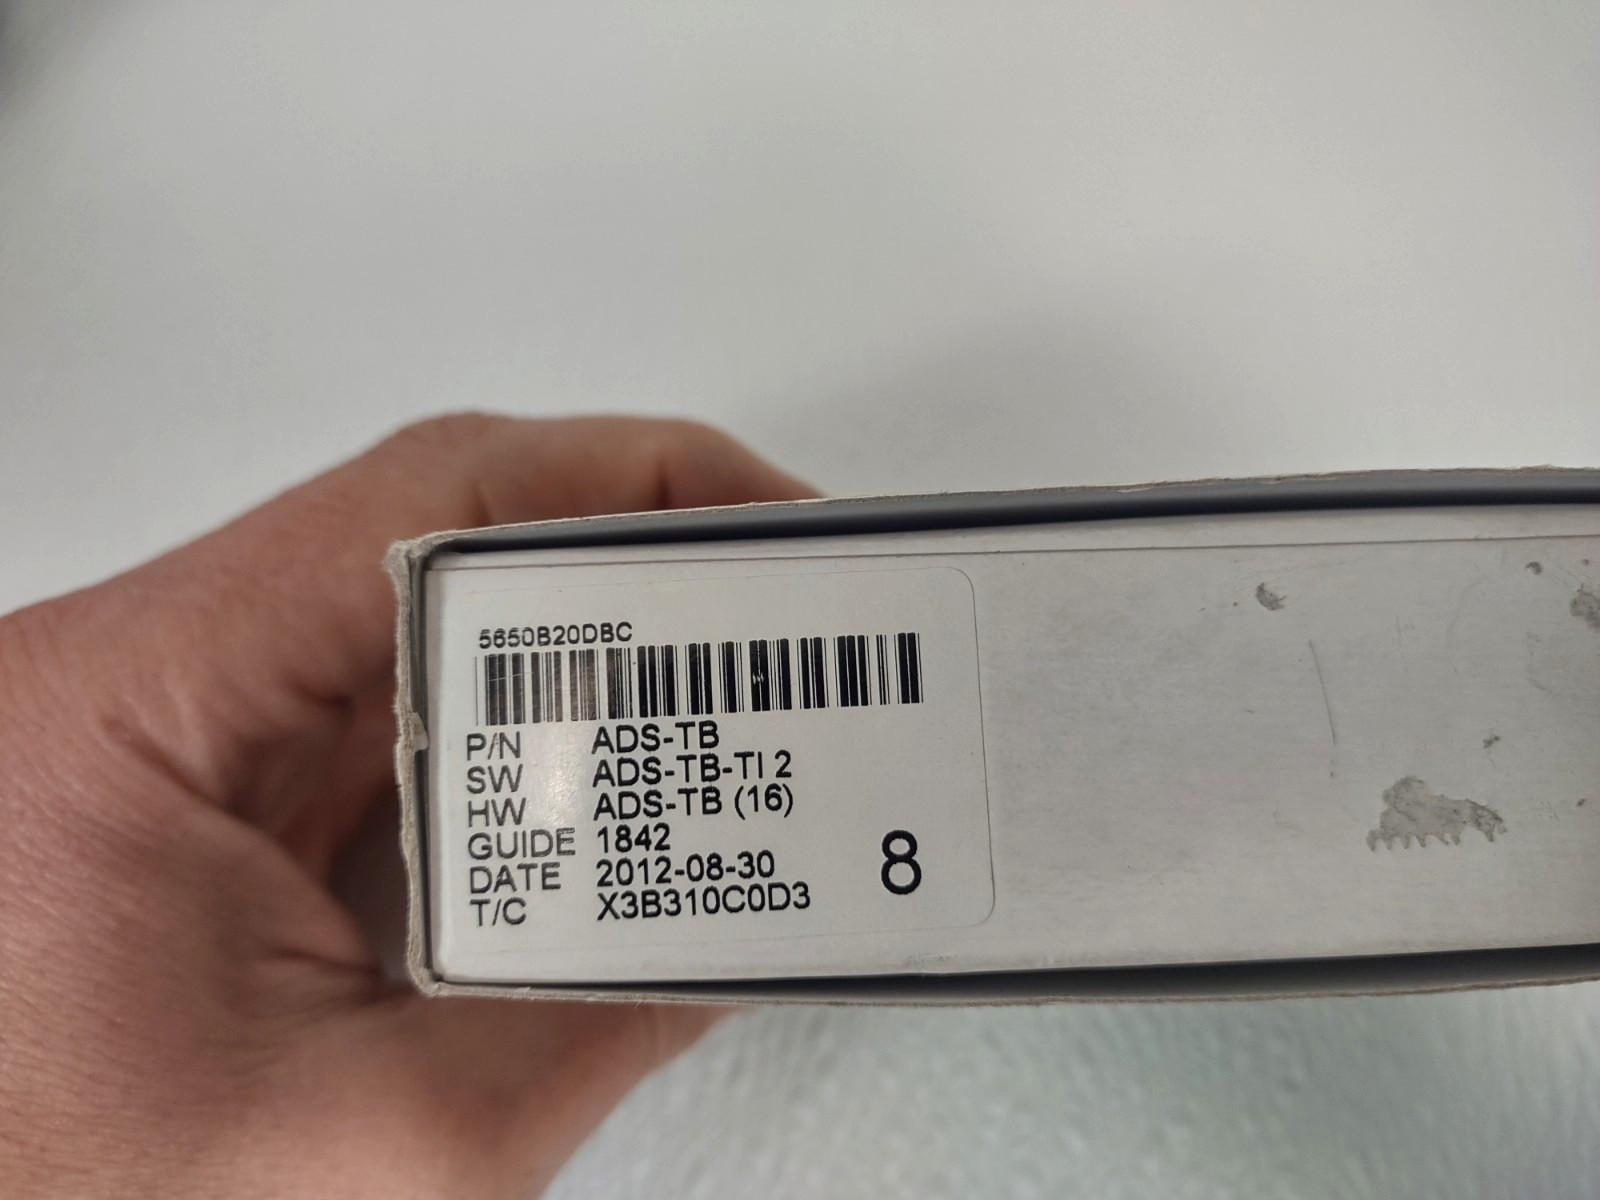 5650B20DBC
P/N ADS-TB
SW ADS-TB-TI 2
HW ADS-TB (16)
GUIDE 1842
DATE 2012-08-30
T/C X3B310C0D3
8